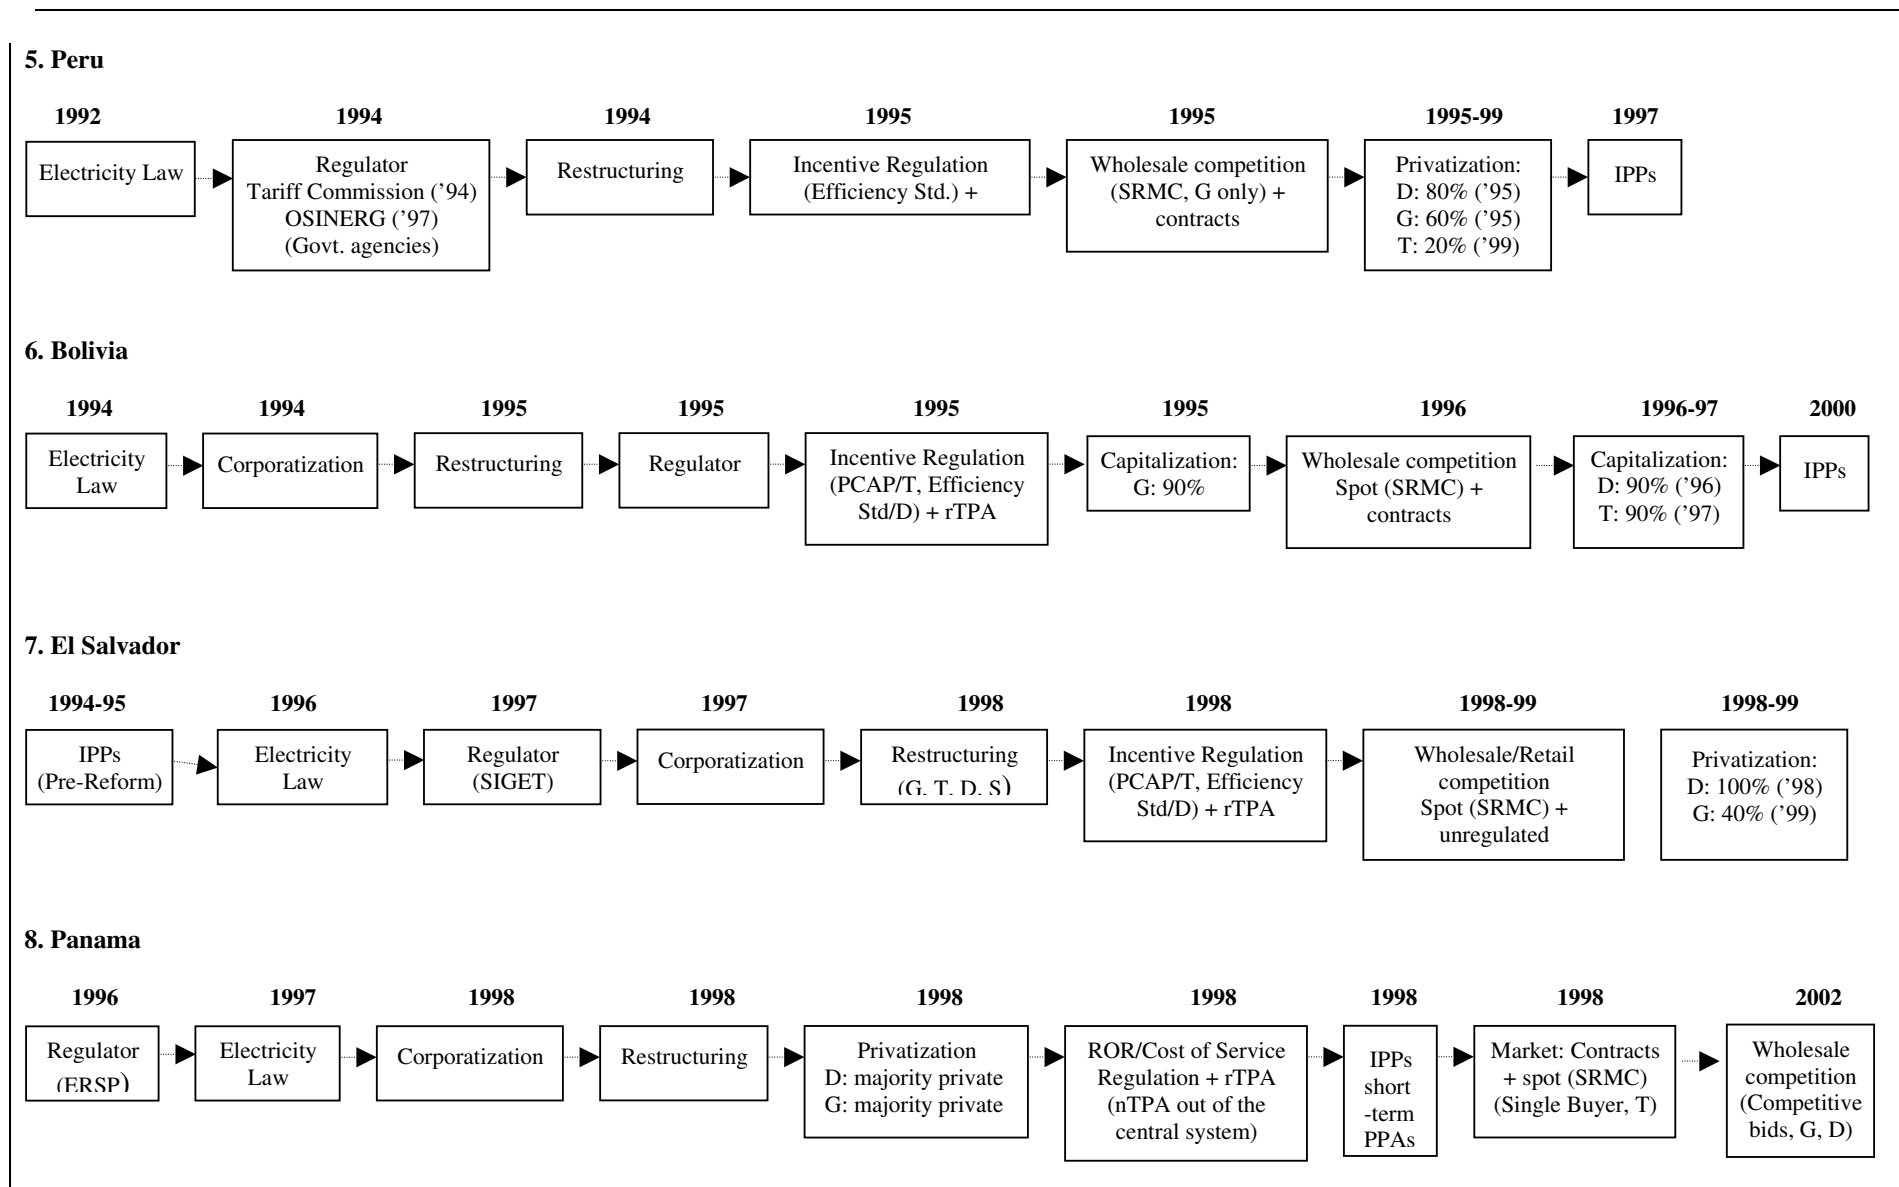 5. Peru
1992
1994
1994
1995
1995
1995-99
1997
Electricity Law
Regulator
Tariff Commission (’94)
OSINERG (’97)
(Govt. agencies)
Restructuring
Incentive Regulation
(Efficiency Std.) +
Wholesale competition
(SRMC, G only) +
contracts
Privatization:
D: 80% (’95)
G: 60% (’95)
T: 20% (’99)
IPPs
6. Bolivia
1994
1994
1995
1995
1995
1995
1996
1996-97
2000
Electricity
Law
Corporatization
Restructuring
Regulator
Incentive Regulation
(PCAP/T, Efficiency
Std/D) + rTPA
Capitalization:
G: 90%
Wholesale competition
Spot (SRMC) +
contracts
Capitalization:
D: 90% (’96)
T: 90% (’97)
IPPs
7. El Salvador
1994-95
1996
1997
1997
1998
1998
1998-99
1998-99
IPPs
(Pre-Reform)
Electricity
Law
Regulator
(SIGET)
Corporatization
Restructuring
(G, T, D, S)
Incentive Regulation
(PCAP/T, Efficiency
Std/D) + rTPA
Wholesale/Retail
competition
Spot (SRMC) +
unregulated
Privatization:
D: 100% (’98)
G: 40% (’99)
8. Panama
1996
1997
1998
1998
1998
1998
1998
1998
2002
Regulator
(ERSP)
Electricity
Law
Corporatization
Restructuring
Privatization
D: majority private
G: majority private
ROR/Cost of Service
Regulation + rTPA
(nTPA out of the
central system)
IPPs
short
-term
PPAs
Market: Contracts
+ spot (SRMC)
(Single Buyer, T)
Wholesale
competition
(Competitive
bids, G, D)